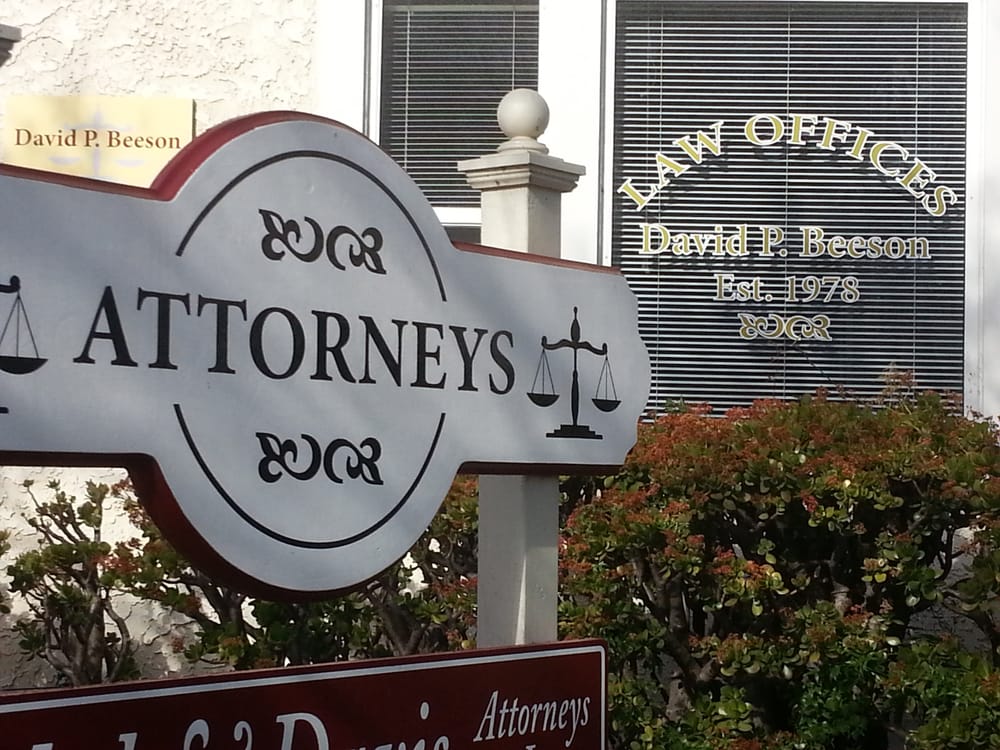 David P. Beeson
ATTORNEYS
LAW OFFICES
David P. Beeson
Est. 1978
Attorneys